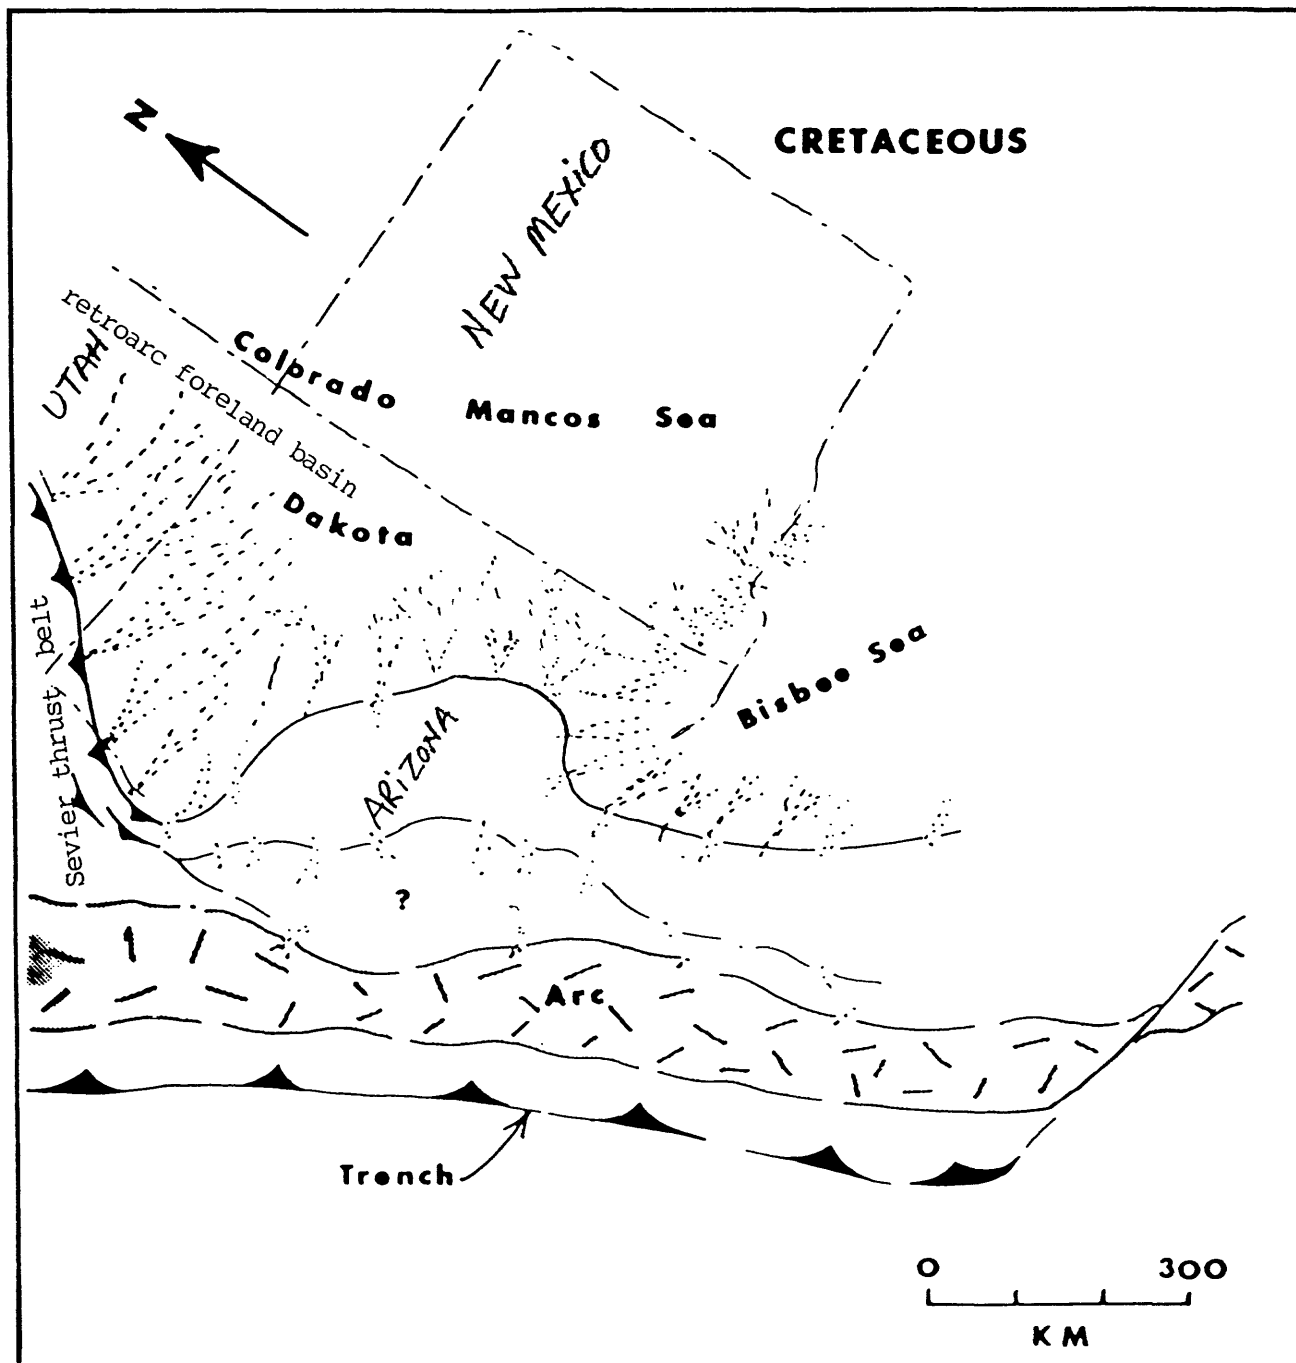 N
CRETACEOUS
NEW MEXICO
retroarc foreland basin
UTAH
Colorado Mancos Sea
Dakota
Sevier thrust belt
Bisbee Sea
ARIZONA
?
Arc
Trench
0 300
KM